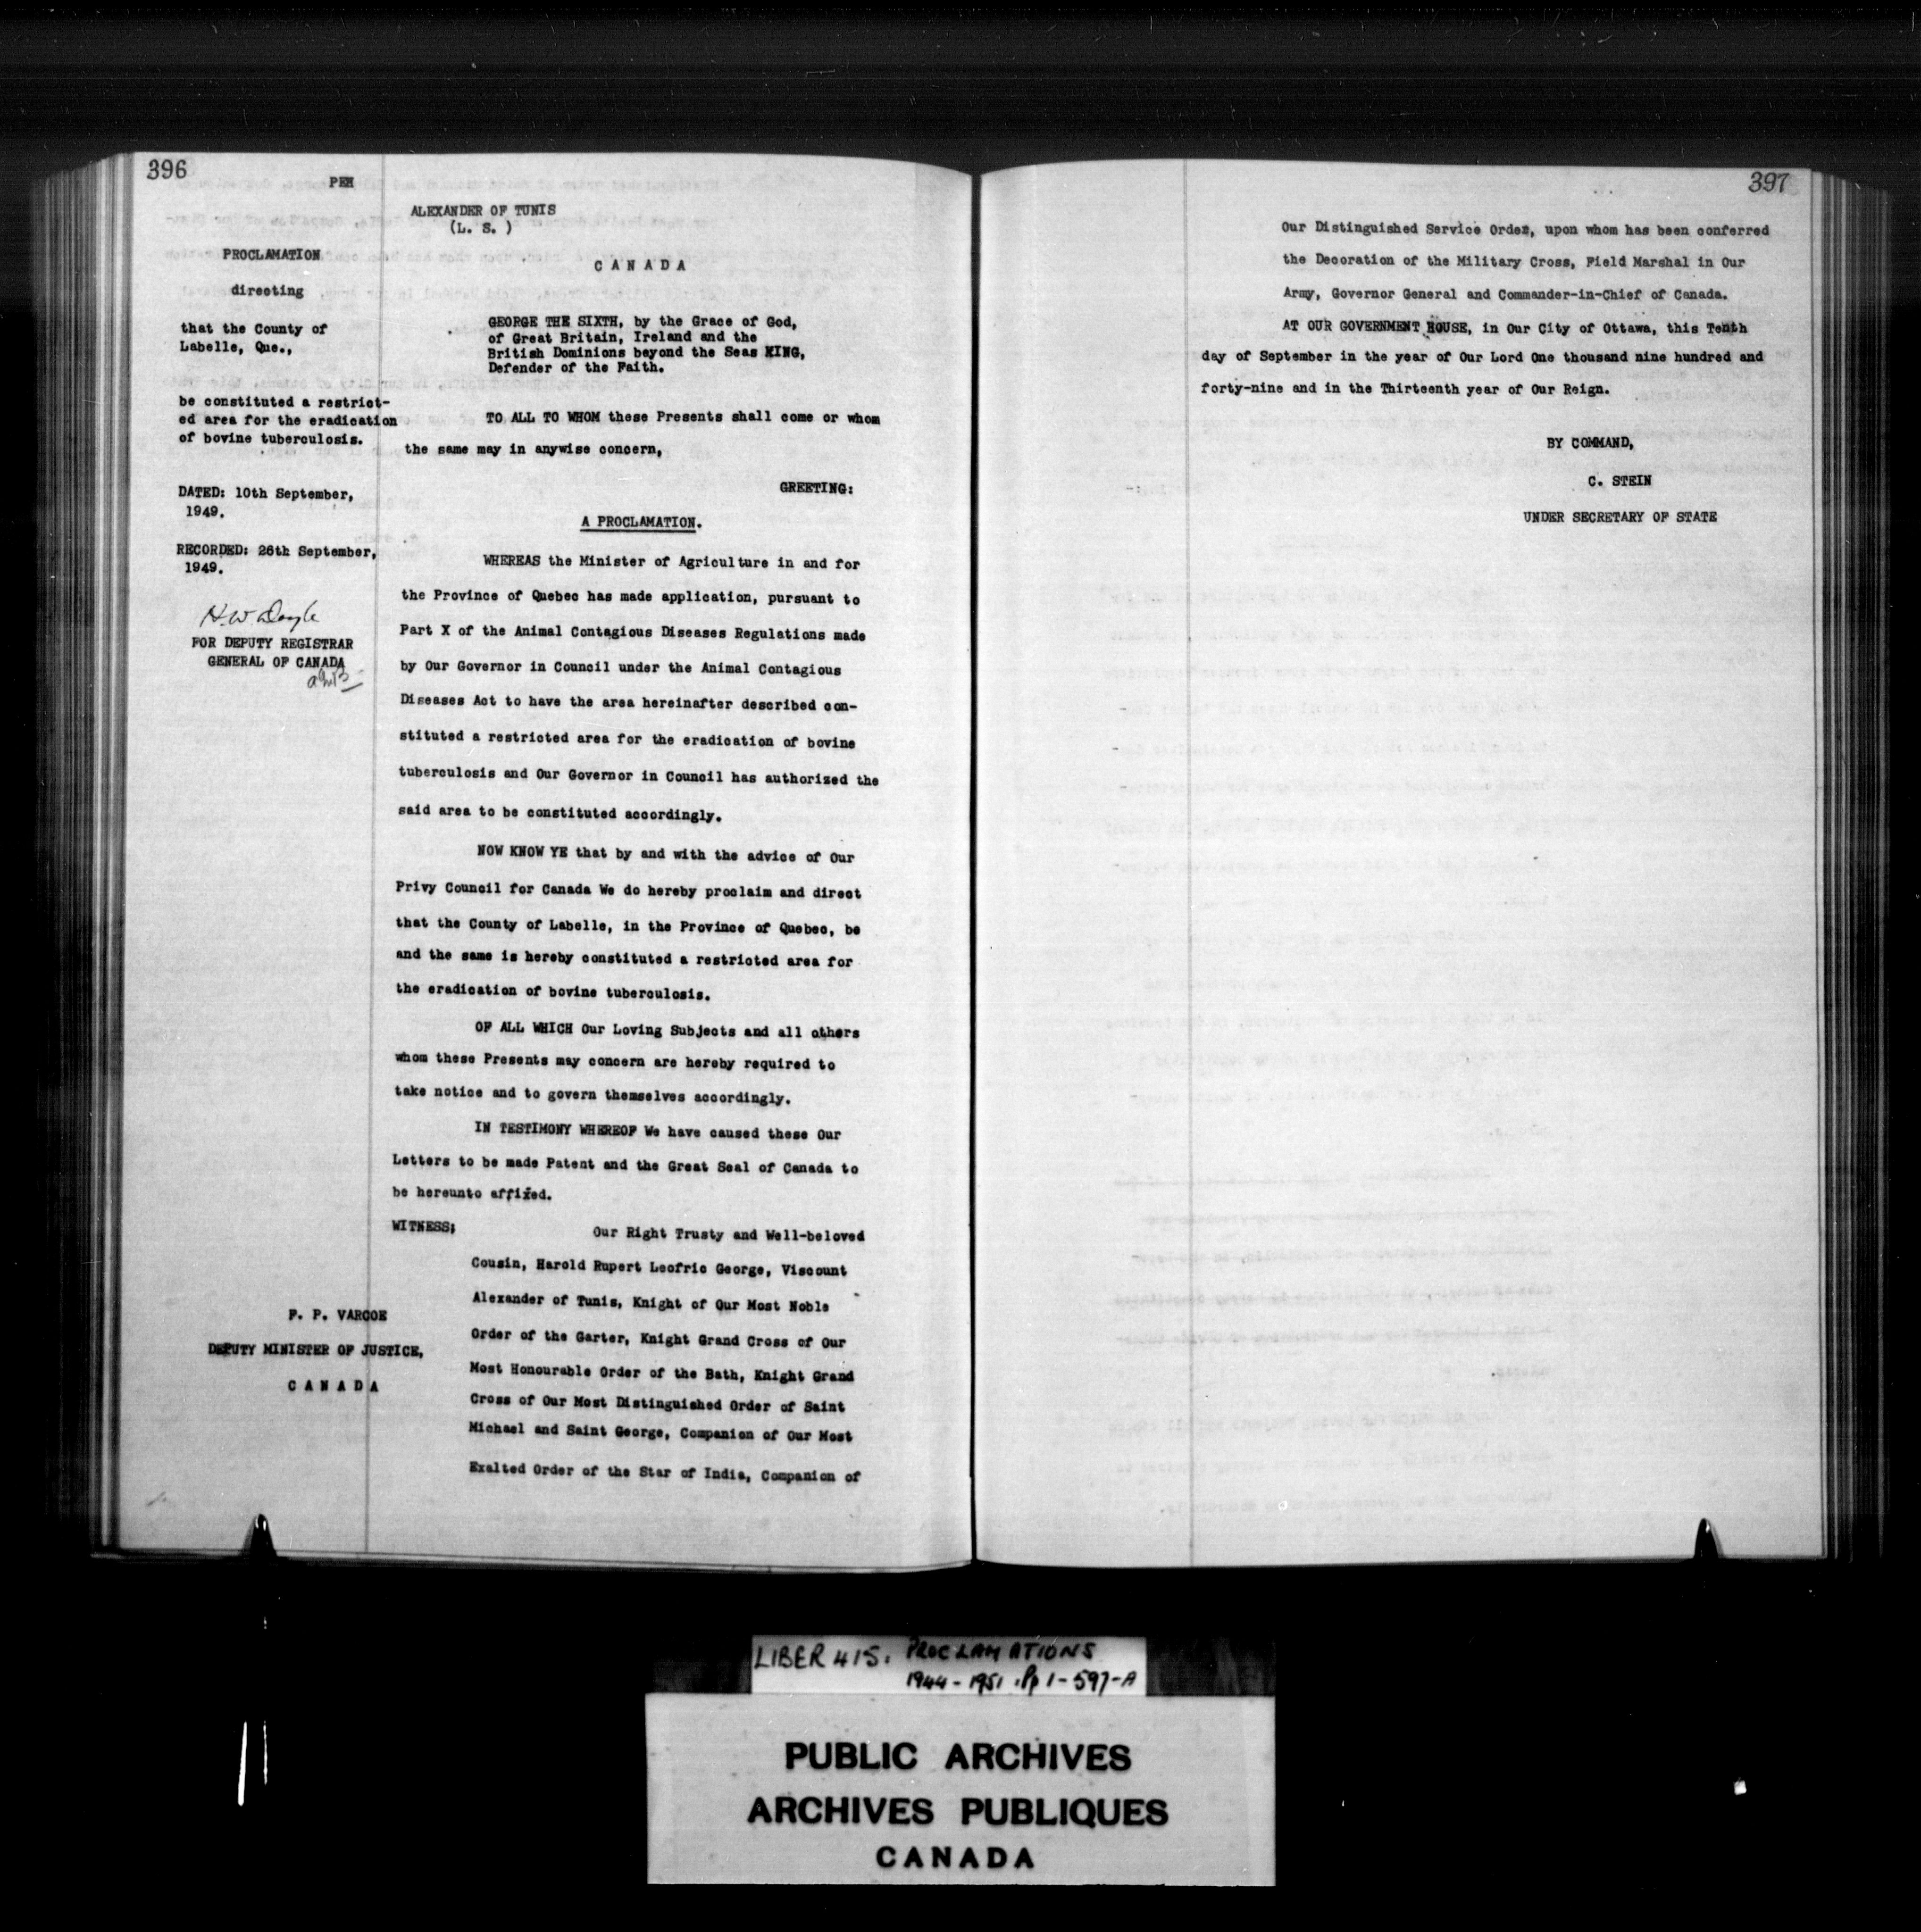 396
PEH
PROCLAMATION
directing
that the County of
Labelle, Que.,
be constituted a restrict-
ed area for the eradication
of bovine tuberculosis.
DATED: 10th September,
1949.
RECORDED: 26th September,
1949.
H.W. Doyle
FOR DEPUTY REGISTRAR
GENERAL OF CANADA
F. P. VARCOE
DEPUTY MINISTER OF JUSTICE,
C A N A D A
ALEXANDER OF TUNIS
(L. S. )
C A N A D A
GEORGE THE SIXTH, by the Grace of God,
of Great Britain, Ireland and the
British Dominions beyond the Seas KING,
Defender of the Faith.
TO ALL TO WHOM these Presents shall come or whom
the same may in anywise concern,
GREETING:
A PROCLAMATION.
WHEREAS the Minister of Agriculture in and for
the Province of Quebec has made application, pursuant to
Part X of the Animal Contagious Diseases Regulations made
by Our Governor in Council under the Animal Contagious
Diseases Act to have the area hereinafter described con-
stituted a restricted area for the eradication of bovine
tuberculosis and Our Governor in Council has authorized the
said area to be constituted accordingly.
NOW KNOW YE that by and with the advice of Our
Privy Council for Canada We do hereby proclaim and direct
that the County of Labelle, in the Province of Quebec, be
and the same is hereby constituted a restricted area for
the eradication of bovine tuberculosis.
OF ALL WHICH Our Loving Subjects and all others
whom these Presents may concern are hereby required to
take notice and to govern themselves accordingly.
IN TESTIMONY WHEREOF We have caused these Our
Letters to be made Patent and the Great Seal of Canada to
be hereunto affixed.
WITNESS; Our Right Trusty and Well-beloved
Cousin, Harold Rupert Leofric George, Viscount
Alexander of Tunis, Knight of Our Most Noble
Order of the Garter, Knight Grand Cross of Our
Most Honourable Order of the Bath, Knight Grand
Cross of Our Most Distinguished Order of Saint
Michael and Saint George, Companion of Our Most
Exalted Order of the Star of India, Companion of
397
Our Distinguished Service Order, upon whom has been conferred
the Decoration of the Military Cross, Field Marshal in Our
Army, Governor General and Commander-in-Chief of Canada.
AT OUR GOVERNMENT HOUSE, in Our City of Ottawa, this Tenth
day of September in the year of Our Lord One thousand nine hundred and
forty-nine and in the Thirteenth year of Our Reign.
BY COMMAND,
C. STEIN
UNDER SECRETARY OF STATE
LIBER 415. PROCLAMATIONS
1944-1951. Pp 1-597-A
PUBLIC ARCHIVES
ARCHIVES PUBLIQUES
CANADA